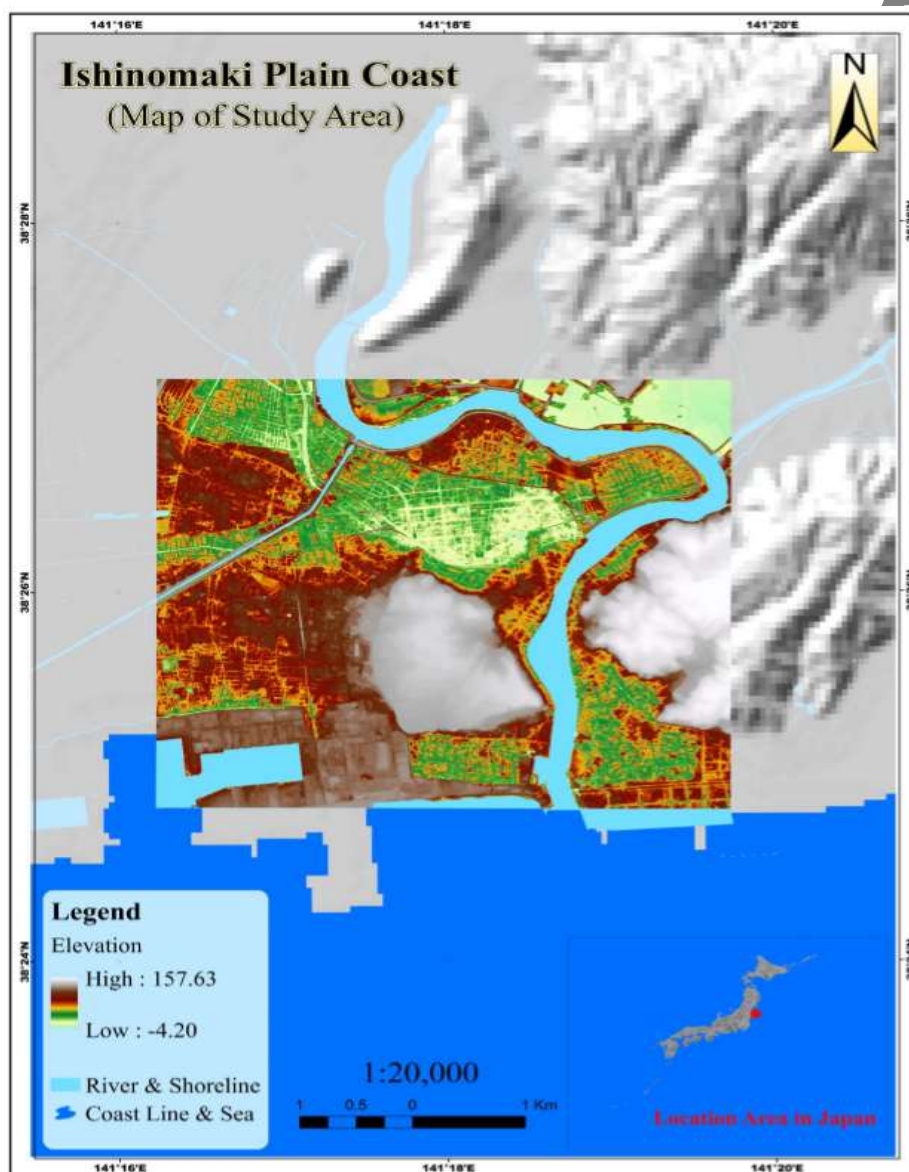 141°16'E 141°18'E 141°20'E
Ishinomaki Plain Coast
(Map of Study Area)
N
38°28'N
38°26'N
38°24'N
Legend
Elevation
High : 157.63
Low : -4.20
River & Shoreline
Coast Line & Sea
1:20,000
1 0.5 0 1 Km
Location Area in Japan
141°16'E 141°18'E 141°20'E